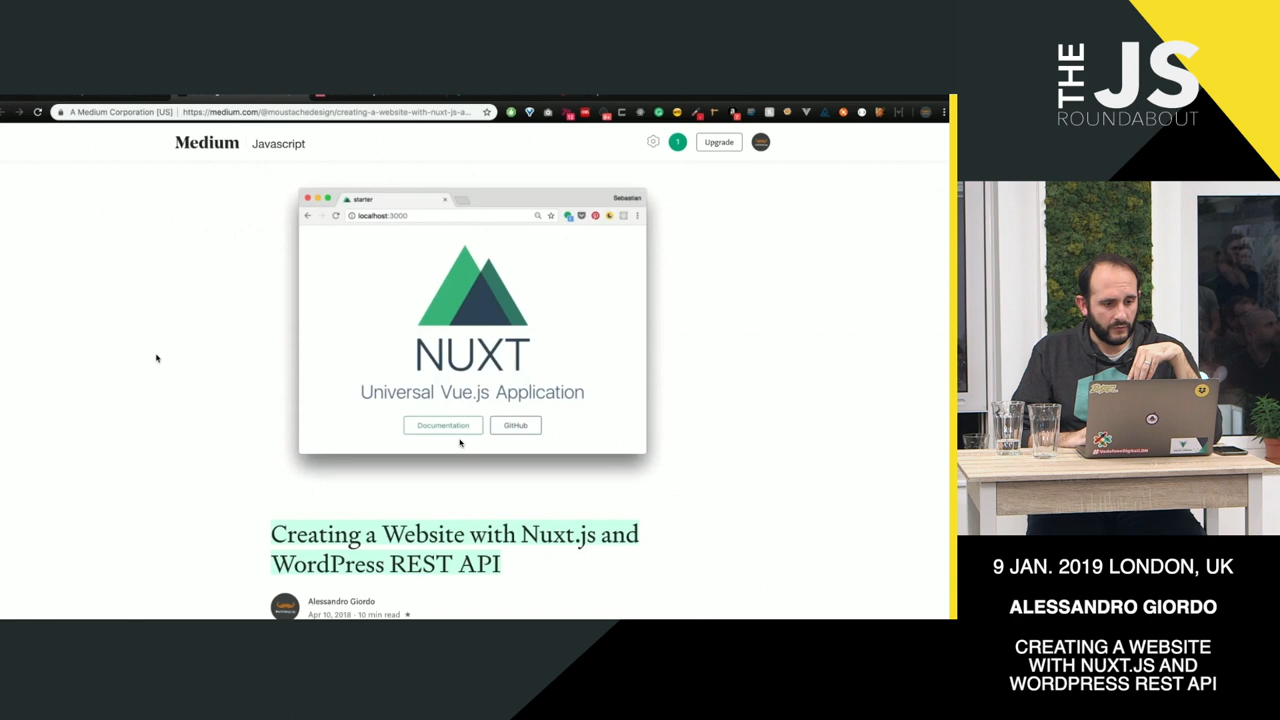 A Medium Corporation [US]
https://medium.com/@moustachedesign/creating-a-website-with-nuxt-js-a...
Medium
Javascript
1
Upgrade
starter
Sebastian
localhost:3000
NUXT
Universal Vue.js Application
Documentation
GitHub
Creating a Website with Nuxt.js and
WordPress REST API
Alessandro Giordo
Apr 10, 2018 · 10 min read ★
THE JS
ROUNDABOUT
#VodafoneDigitalLDN
9 JAN. 2019 LONDON, UK
ALESSANDRO GIORDO
CREATING A WEBSITE
WITH NUXT.JS AND
WORDPRESS REST API